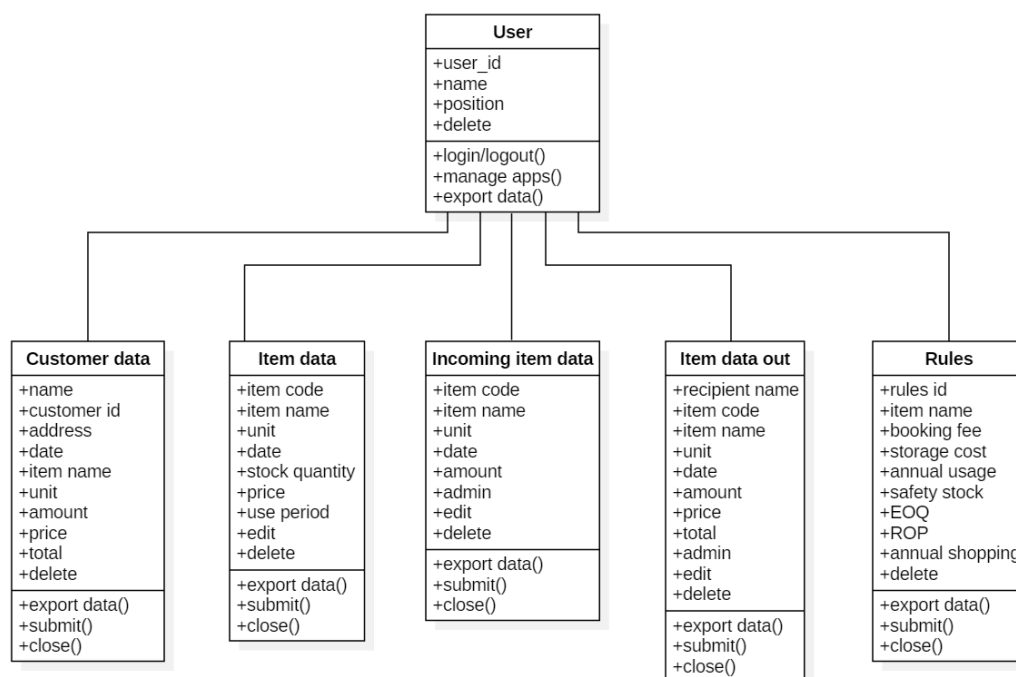 User
+user_id
+name
+position
+delete
+login/logout()
+manage apps()
+export data()
Customer data
+name
+customer id
+address
+date
+item name
+unit
+amount
+price
+total
+delete
+export data()
+submit()
+close()
Item data
+item code
+item name
+unit
+date
+stock quantity
+price
+use period
+edit
+delete
+export data()
+submit()
+close()
Incoming item data
+item code
+item name
+unit
+date
+amount
+admin
+edit
+delete
+export data()
+submit()
+close()
Item data out
+recipient name
+item code
+item name
+unit
+date
+amount
+price
+total
+admin
+edit
+delete
+export data()
+submit()
+close()
Rules
+rules id
+item name
+booking fee
+storage cost
+annual usage
+safety stock
+EOQ
+ROP
+annual shopping
+delete
+export data()
+submit()
+close()